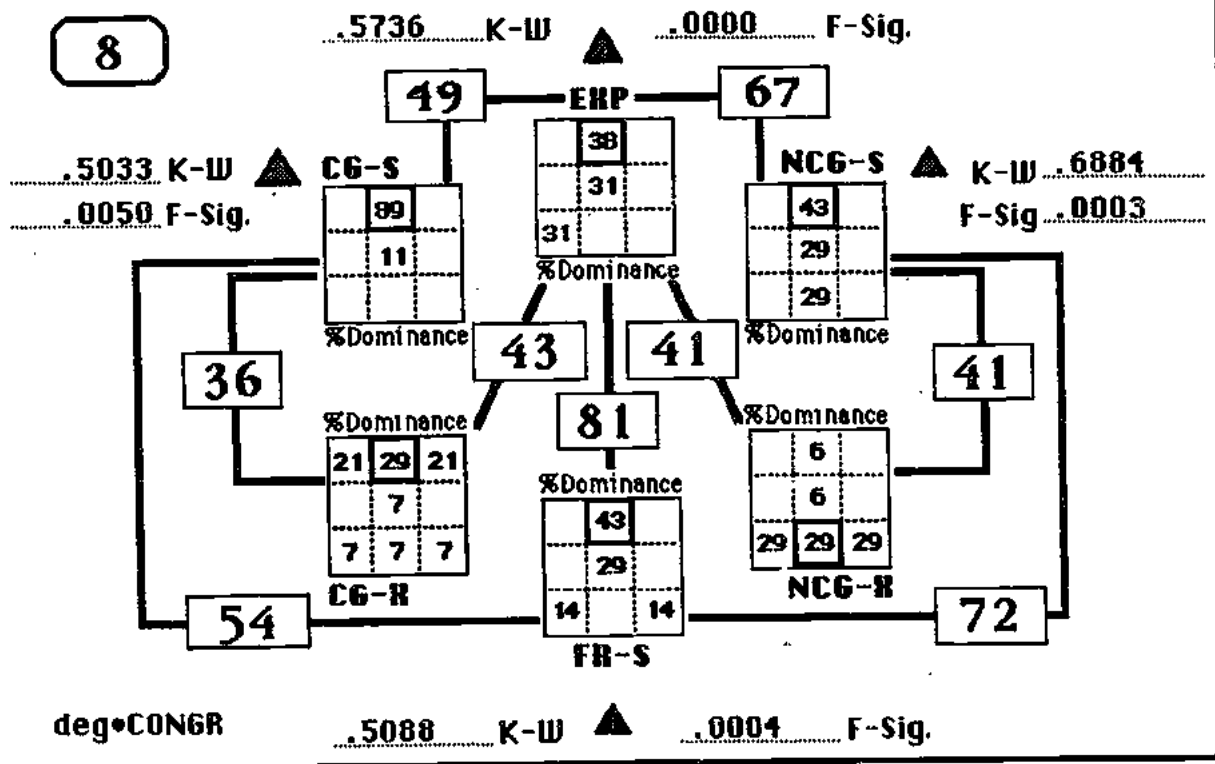 8
.5736 K-W .0000 F-Sig.
49 EXP 67
38
31
31
%Dominance
.5033 K-W CG-S
.0050 F-Sig.
89
11
%Dominance
NCG-S K-W .6884
F-Sig .0003
43
29
29
%Dominance
36 43 81 41 41
%Dominance
21 29 21
7
7 7 7
CG-R
%Dominance
43
29
14 14
FR-S
%Dominance
6
6
29 29 29
NCG-R
54 72
deg•CONGR .5088 K-W .0004 F-Sig.